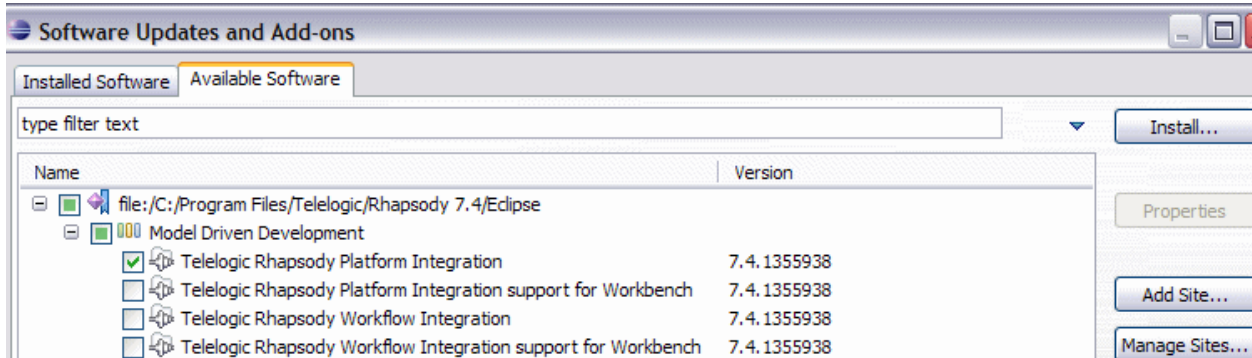 Software Updates and Add-ons
Installed Software Available Software
type filter text
Install...
Name Version
file:/C:/Program Files/Telelogic/Rhapsody 7.4/Eclipse
Properties
Model Driven Development
Telelogic Rhapsody Platform Integration 7.4.1355938
Telelogic Rhapsody Platform Integration support for Workbench 7.4.1355938
Add Site...
Telelogic Rhapsody Workflow Integration 7.4.1355938
Telelogic Rhapsody Workflow Integration support for Workbench 7.4.1355938
Manage Sites...